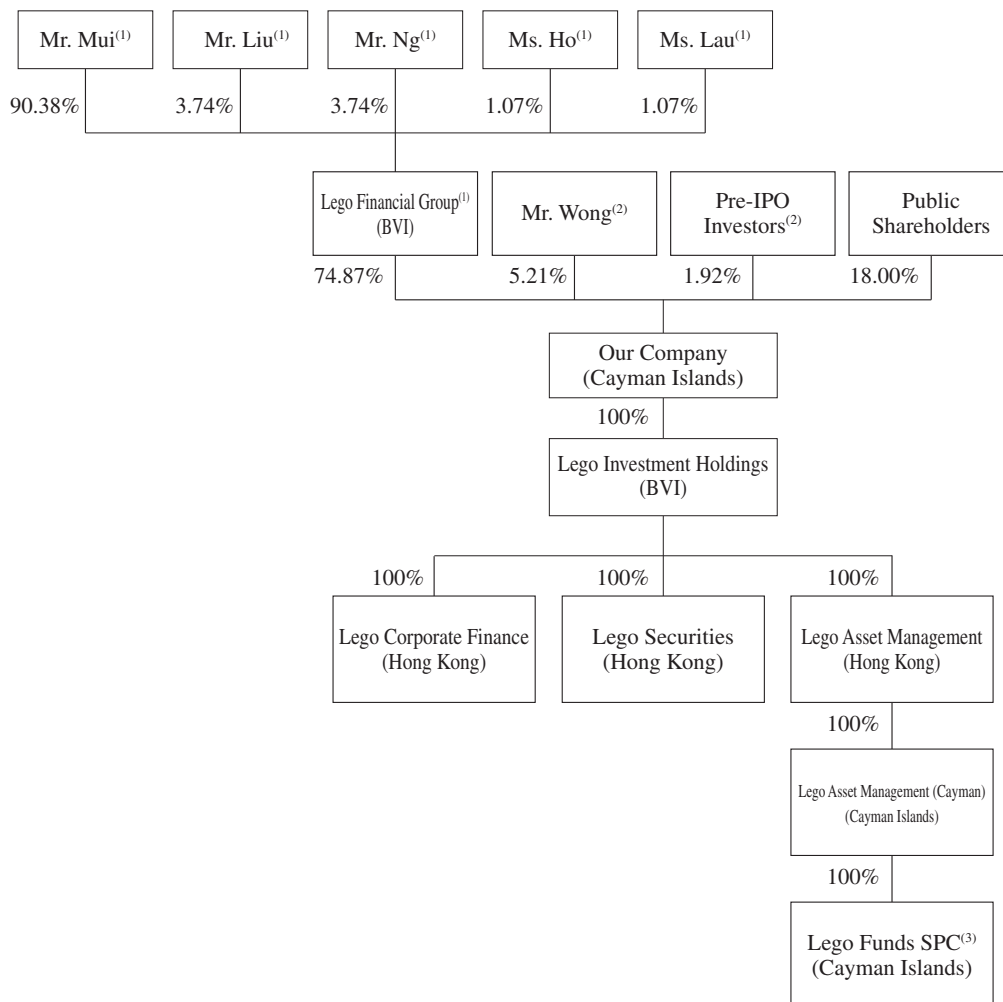 Mr. Mui(1)
Mr. Liu(1)
Mr. Ng(1)
Ms. Ho(1)
Ms. Lau(1)
90.38%
3.74%
3.74%
1.07%
1.07%
Lego Financial Group(1)
(BVI)
Mr. Wong(2)
Pre-IPO
Investors(2)
Public
Shareholders
74.87%
5.21%
1.92%
18.00%
Our Company
(Cayman Islands)
100%
Lego Investment Holdings
(BVI)
100%
100%
100%
Lego Corporate Finance
(Hong Kong)
Lego Securities
(Hong Kong)
Lego Asset Management
(Hong Kong)
100%
Lego Asset Management (Cayman)
(Cayman Islands)
100%
Lego Funds SPC(3)
(Cayman Islands)